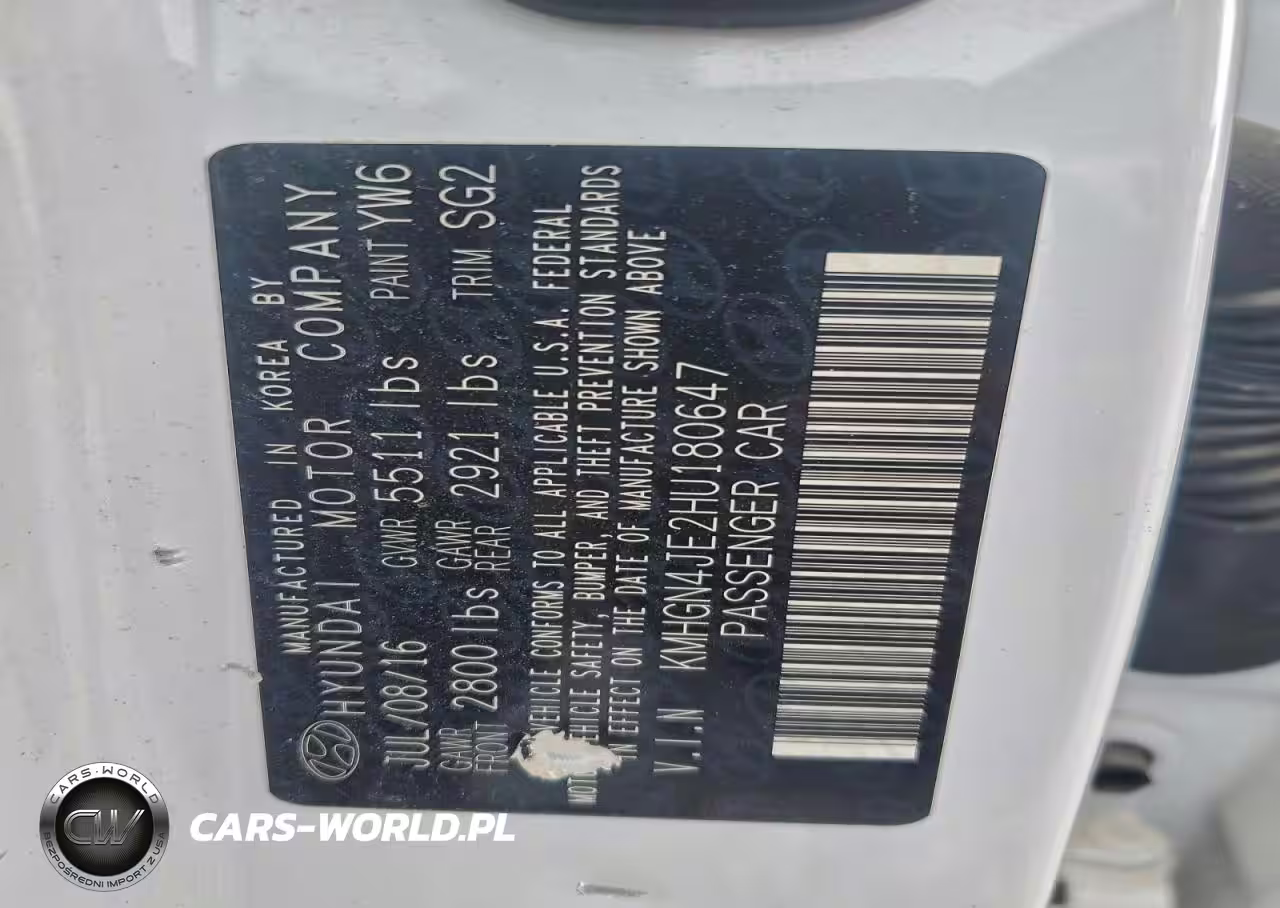 MANUFACTURED IN KOREA BY
HYUNDAI MOTOR COMPANY
JUL/08/16 GVWR 5511 lbs PAINT YW6
GAWR FRONT 2800 lbs GAWR REAR 2921 lbs TRIM SG2
VEHICLE CONFORMS TO ALL APPLICABLE U.S.A. FEDERAL
SAFETY, BUMPER, AND THEFT PREVENTION STANDARDS
IN EFFECT ON THE DATE OF MANUFACTURE SHOWN ABOVE
V.I.N KMHGN4JE2HU180647
PASSENGER CAR
CARS-WORLD
CW
BEZPOŚREDNI IMPORT Z USA
CARS-WORLD.PL